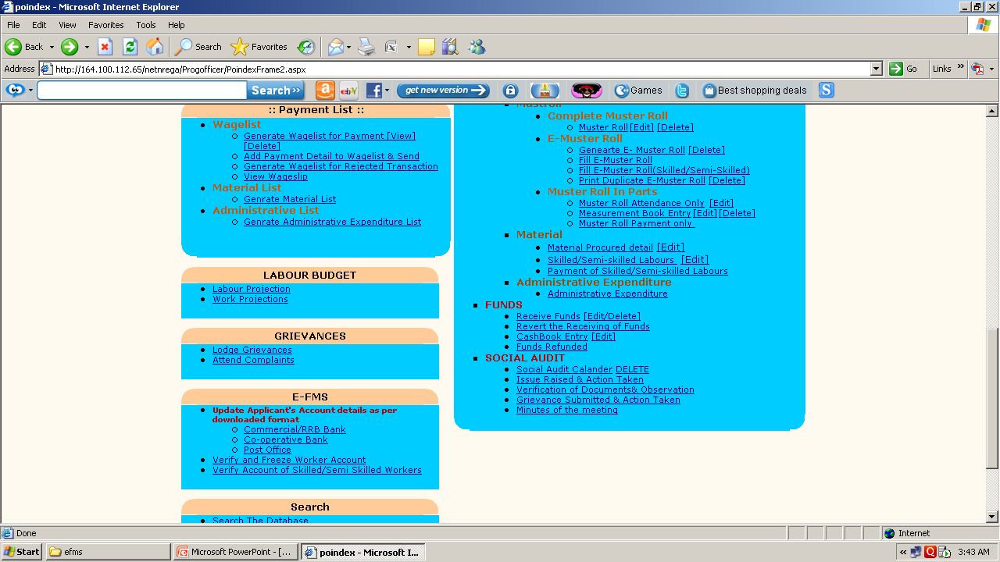 poindex - Microsoft Internet Explorer
File Edit View Favorites Tools Help
Back Search Favorites
Address http://164.100.112.65/netnrega/Progofficer/PoindexFrame2.aspx Go Links »
Search >> a ebY f get new version Games Best shopping deals S
:: Payment List ::
Wagelist
Generate Wagelist for Payment [View]
[Delete]
Add Payment Detail to Wagelist & Send
Generate Wagelist for Rejected Transaction
View Wageslip
Material List
Genrate Material List
Administrative List
Genrate Administrative Expenditure List
LABOUR BUDGET
Labour Projection
Work Projections
GRIEVANCES
Lodge Grievances
Attend Complaints
E-FMS
Update Applicant's Account details as per
downloaded format
Commercial/RRB Bank
Co-operative Bank
Post Office
Verify and Freeze Worker Account
Verify Account of Skilled/Semi Skilled Workers
Search
Search The Database
Mustroll
Complete Muster Roll
Muster Roll [Edit] [Delete]
E-Muster Roll
Genearte E- Muster Roll [Delete]
Fill E-Muster Roll
Fill E-Muster Roll(Skilled/Semi-Skilled)
Print Duplicate E-Muster Roll [Delete]
Muster Roll In Parts
Muster Roll Attendance Only [Edit]
Measurement Book Entry [Edit] [Delete]
Muster Roll Payment only
Material
Material Procured detail [Edit]
Skilled/Semi-skilled Labours [Edit]
Payment of Skilled/Semi-skilled Labours
Administrative Expenditure
Administrative Expenditure
FUNDS
Receive Funds [Edit/Delete]
Revert the Receiving of Funds
CashBook Entry [Edit]
Funds Refunded
SOCIAL AUDIT
Social Audit Calander DELETE
Issue Raised & Action Taken
Verification of Documents& Observation
Grievance Submitted & Action Taken
Minutes of the meeting
Done Internet
Start efms Microsoft PowerPoint - [... poindex - Microsoft I... « 3:43 AM